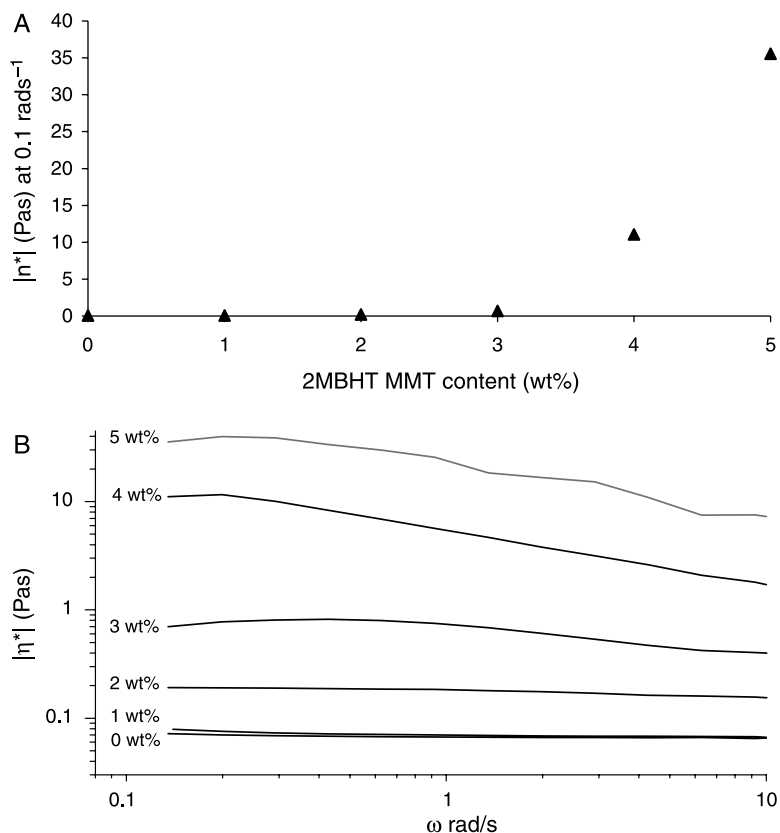 A
|n*| (Pas) at 0.1 rads⁻¹
40
35
30
25
20
15
10
5
0
0 1 2 3 4 5
2MBHT MMT content (wt%)
B
|η*| (Pas)
10
1
0.1
5 wt%
4 wt%
3 wt%
2 wt%
1 wt%
0 wt%
0.1 1 10
ω rad/s